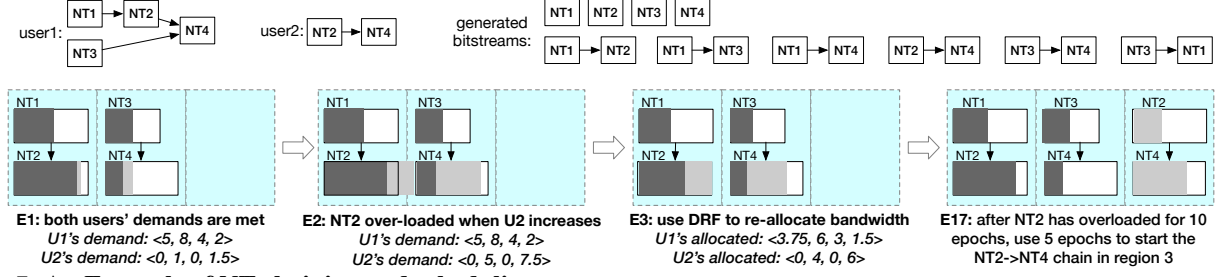 user1:
NT1
NT2
NT3
NT4
user2:
NT2
NT4
generated
bitstreams:
NT1 NT2 NT3 NT4
NT1 NT2
NT1 NT3
NT1 NT4
NT2 NT4
NT3 NT4
NT3 NT1
NT1 NT3
NT2 NT4
E1: both users' demands are met
U1's demand: <5, 8, 4, 2>
U2's demand: <0, 1, 0, 1.5>
NT1 NT3
NT2 NT4
E2: NT2 over-loaded when U2 increases
U1's demand: <5, 8, 4, 2>
U2's demand: <0, 5, 0, 7.5>
NT1 NT3
NT2 NT4
E3: use DRF to re-allocate bandwidth
U1's allocated: <3.75, 6, 3, 1.5>
U2's allocated: <0, 4, 0, 6>
NT1 NT3 NT2
NT2 NT4 NT4
E17: after NT2 has overloaded for 10
epochs, use 5 epochs to start the
NT2->NT4 chain in region 3